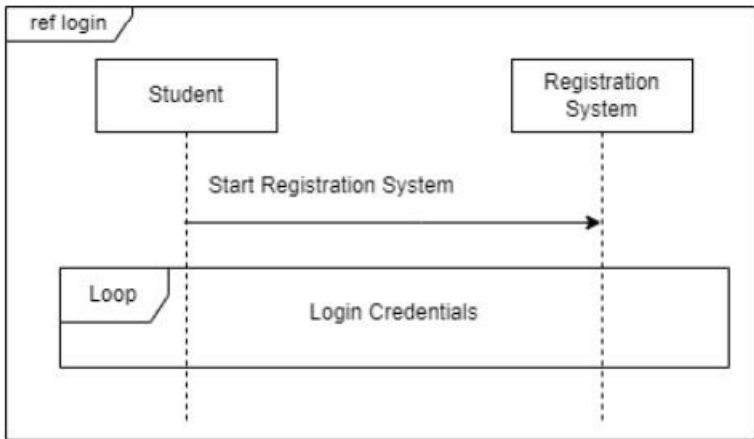 ref login
Student
Registration
System
Start Registration System
Loop
Login Credentials